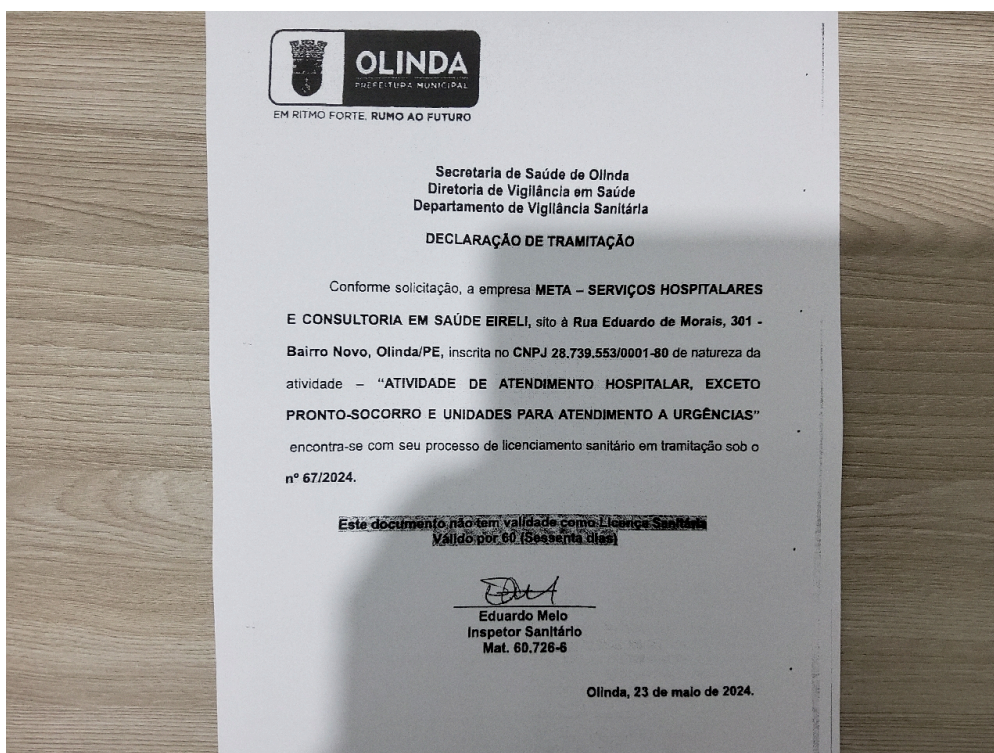 OLINDA
PREFEITURA MUNICIPAL
EM RITMO FORTE, RUMO AO FUTURO
Secretaria de Saúde de Olinda
Diretoria de Vigilância em Saúde
Departamento de Vigilância Sanitária
DECLARAÇÃO DE TRAMITAÇÃO
Conforme solicitação, a empresa META – SERVIÇOS HOSPITALARES
E CONSULTORIA EM SAÚDE EIRELI, sito à Rua Eduardo de Morais, 301 -
Bairro Novo, Olinda/PE, inscrita no CNPJ 28.739.553/0001-80 de natureza da
atividade – “ATIVIDADE DE ATENDIMENTO HOSPITALAR, EXCETO
PRONTO-SOCORRO E UNIDADES PARA ATENDIMENTO A URGÊNCIAS”
encontra-se com seu processo de licenciamento sanitário em tramitação sob o
nº 67/2024.
Este documento não tem validade como Licença Sanitária
Válido por 60 (Sessenta dias)
Eduardo Melo
Inspetor Sanitário
Mat. 60.726-6
Olinda, 23 de maio de 2024.